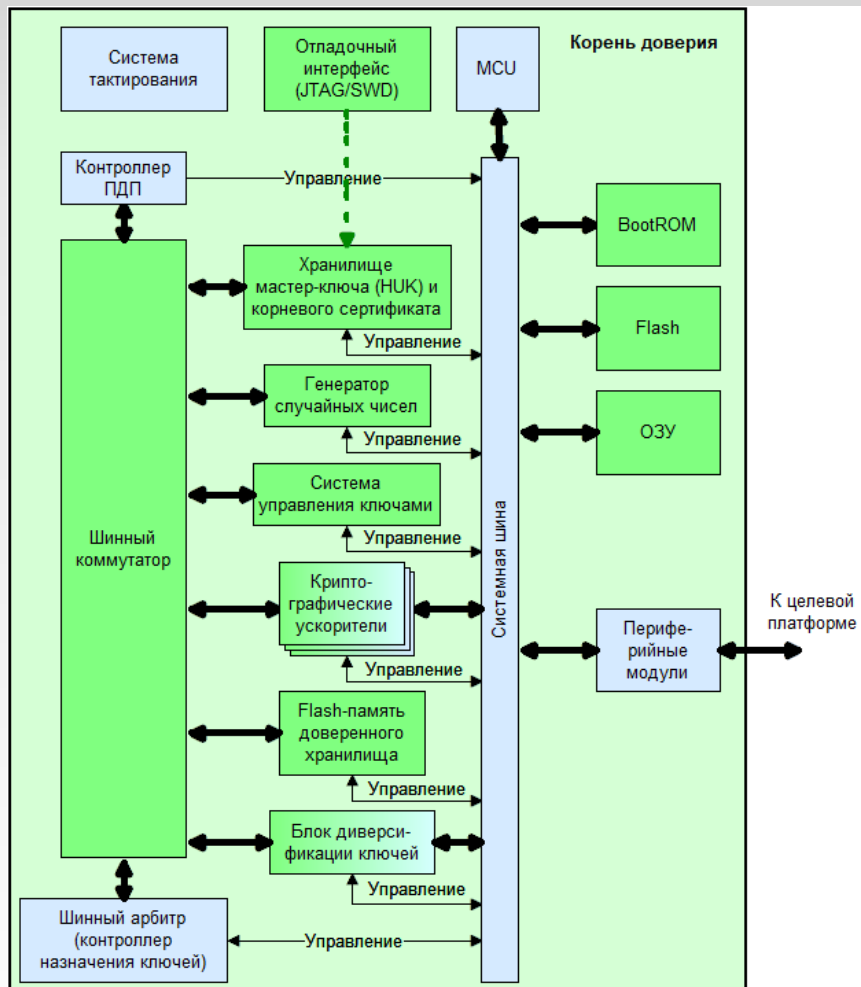 Система
тактирования
Отладочный
интерфейс
(JTAG/SWD)
MCU
Корень доверия
Контроллер
ПДП
Управление
BootROM
Хранилище
мастер-ключа (HUK) и
корневого сертификата
Управление
Flash
Генератор
случайных чисел
Управление
ОЗУ
Система
управления ключами
Управление
Шинный
коммутатор
Системная шина
Крипто-
графические
ускорители
Управление
Перифе-
рийные
модули
К целевой
платформе
Flash-память
доверенного
хранилища
Управление
Блок диверси-
фикации ключей
Управление
Шинный арбитр
(контроллер
назначения ключей)
Управление